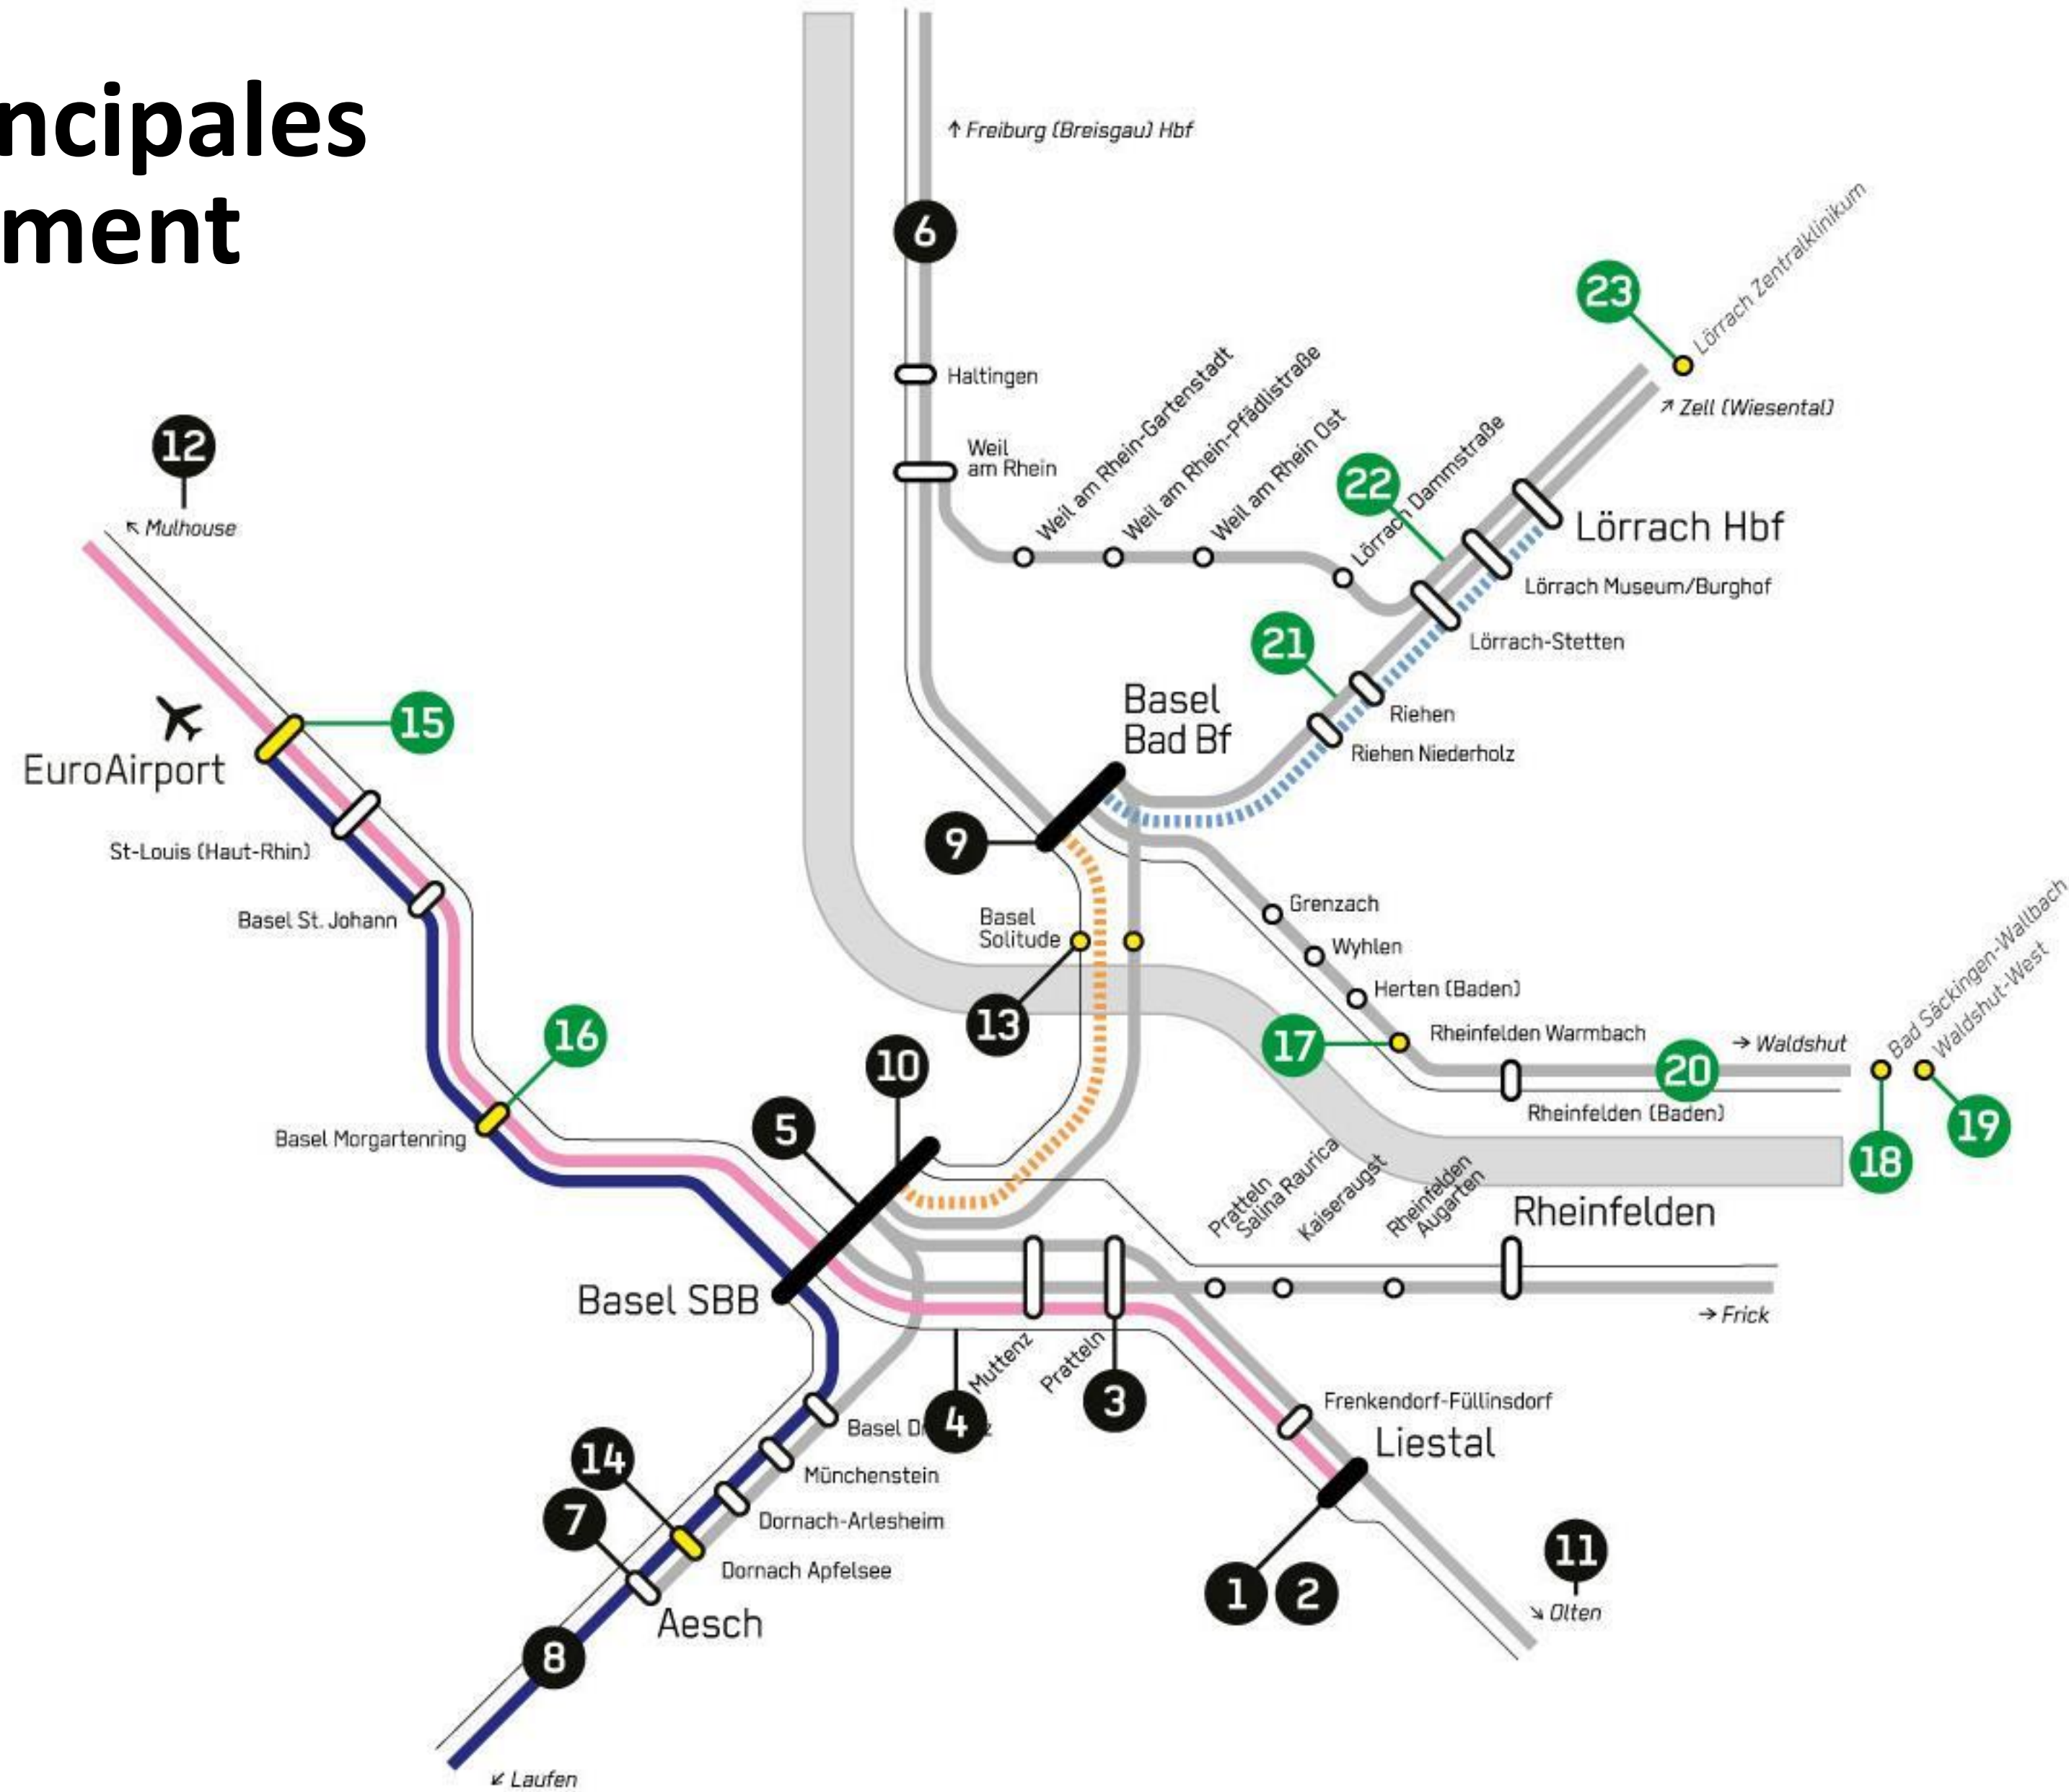 ncipales
ment
↑ Freiburg (Breisgau) Hbf
6
23
Lörrach Zentralklinikum
↗ Zell (Wiesental)
Haltingen
Weil
am Rhein
Weil am Rhein-Gartenstadt
Weil am Rhein-Pfädlistraße
Weil am Rhein Ost
Lörrach Dammstraße
22
Lörrach Hbf
Lörrach Museum/Burghof
Lörrach-Stetten
21
Riehen
Riehen Niederholz
12
↖ Mulhouse
15
EuroAirport
St-Louis (Haut-Rhin)
Basel St. Johann
16
Basel Morgartenring
Basel
Bad Bf
9
Basel
Solitude
13
Grenzach
Wyhlen
Herten (Baden)
17
Rheinfelden Warmbach
→ Waldshut
20
Rheinfelden (Baden)
Bad Säckingen-Wallbach
Waldshut-West
18
19
10
5
Basel SBB
Pratteln
Salina Raurica
Kaiseraugst
Rheinfelden
Augarten
Rheinfelden
→ Frick
Muttenz
Pratteln
4
3
Frenkendorf-Füllinsdorf
Liestal
1
2
11
↘ Olten
Basel
Münchenstein
Dornach-Arlesheim
14
7
Dornach Apfelsee
Aesch
8
↙ Laufen